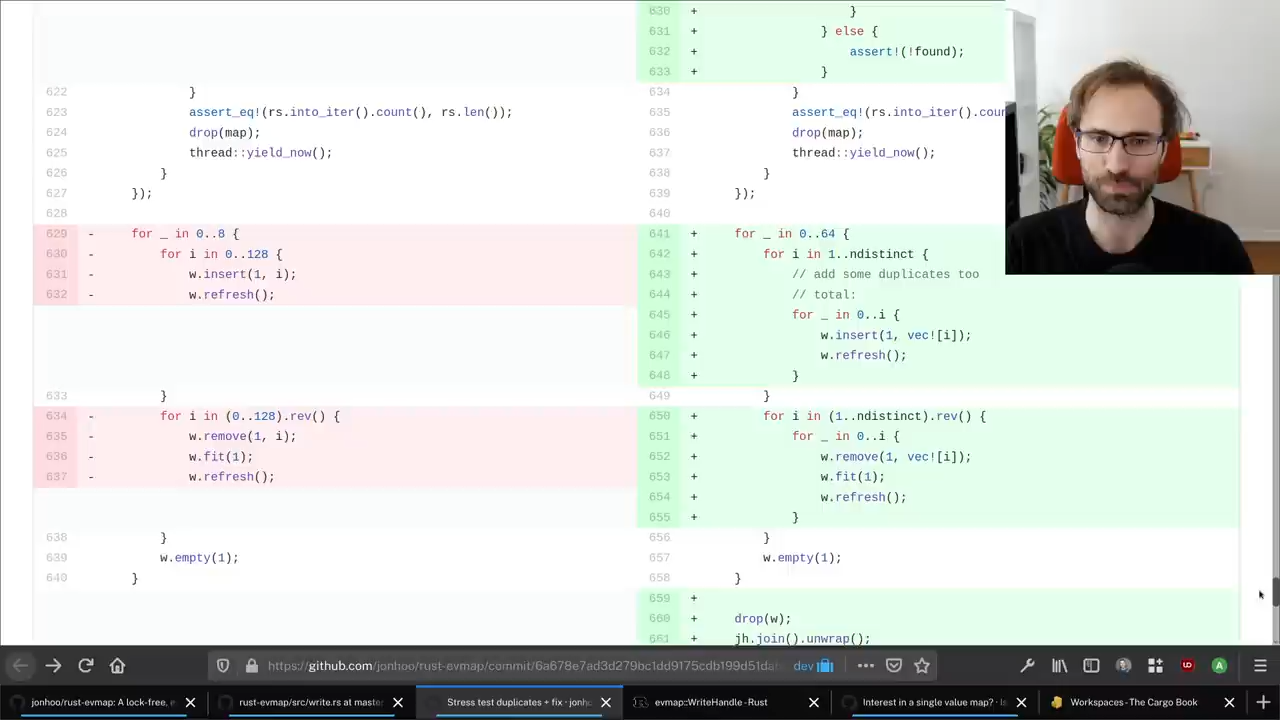 630 + }
631 + } else {
632 + assert!(!found);
633 + }
622 } 634 }
623 assert_eq!(rs.into_iter().count(), rs.len()); 635 assert_eq!(rs.into_iter().coun
624 drop(map); 636 drop(map);
625 thread::yield_now(); 637 thread::yield_now();
626 } 638 }
627 }); 639 });
628 640
629 - for _ in 0..8 { 641 + for _ in 0..64 {
630 - for i in 0..128 { 642 + for i in 1..ndistinct {
631 - w.insert(1, i); 643 + // add some duplicates too
632 - w.refresh(); 644 + // total:
645 + for _ in 0..i {
646 + w.insert(1, vec![i]);
647 + w.refresh();
648 + }
633 } 649 }
634 - for i in (0..128).rev() { 650 + for i in (1..ndistinct).rev() {
635 - w.remove(1, i); 651 + for _ in 0..i {
636 - w.fit(1); 652 + w.remove(1, vec![i]);
637 - w.refresh(); 653 + w.fit(1);
654 + w.refresh();
655 + }
638 } 656 }
639 w.empty(1); 657 w.empty(1);
640 } 658 }
659 +
660 + drop(w);
661 + jh.join().unwrap();
https://github.com/jonhoo/rust-evmap/commit/6a678e7ad3d279bc1dd9175cdb199d51da dev
jonhoo/rust-evmap: A lock-free, e rust-evmap/src/write.rs at maste Stress test duplicates + fix · jonh evmap::WriteHandle - Rust Interest in a single value map? · Is Workspaces - The Cargo Book